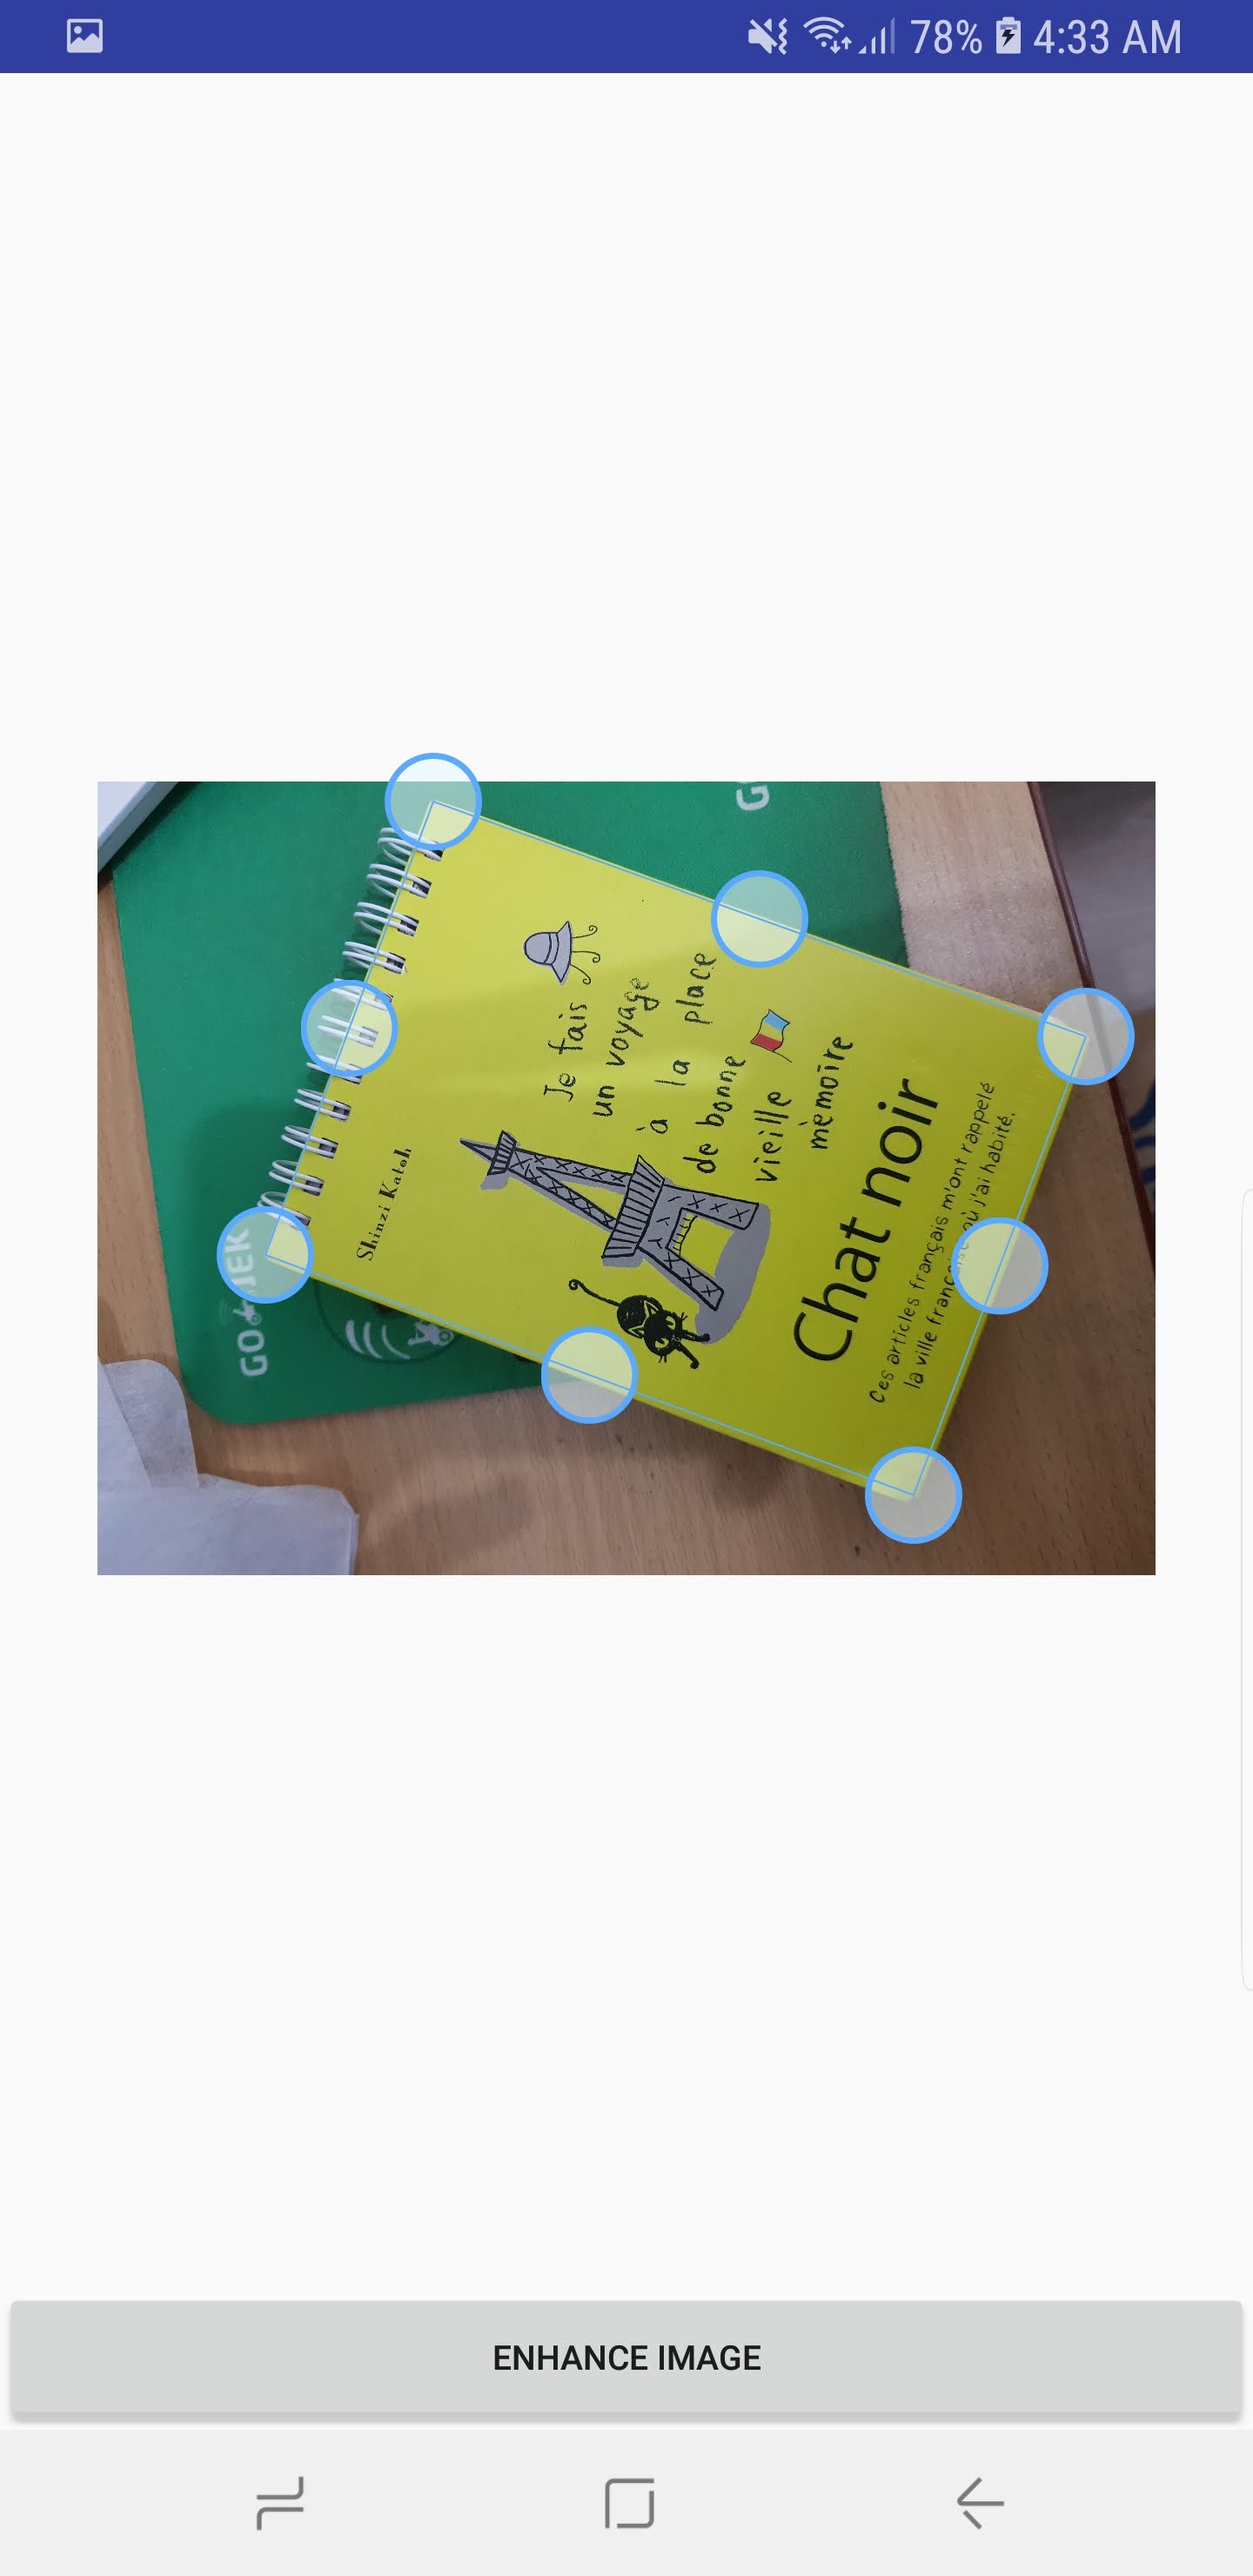 78% 4:33 AM
G
GOJEK
Shinzi Katoh
Je fais
un voyage
à la place
de bonne
vieille
mémoire
Chat noir
Ces articles français m'ont rappelé
la ville où j'ai habité.
ENHANCE IMAGE